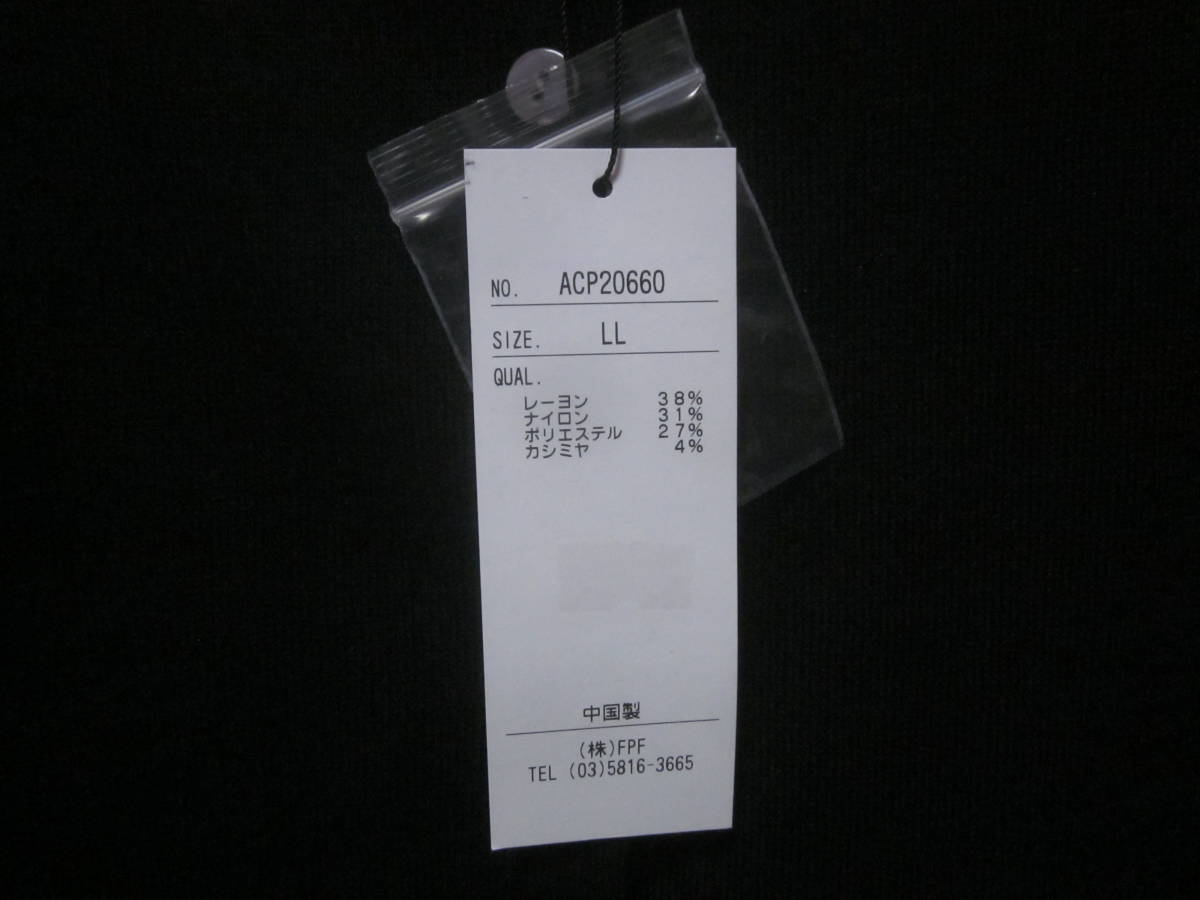 NO. ACP20660
SIZE. LL
QUAL.
レーヨン 38%
ナイロン 31%
ポリエステル 27%
カシミヤ 4%
中国製
(株)FPF
TEL (03)5816-3665